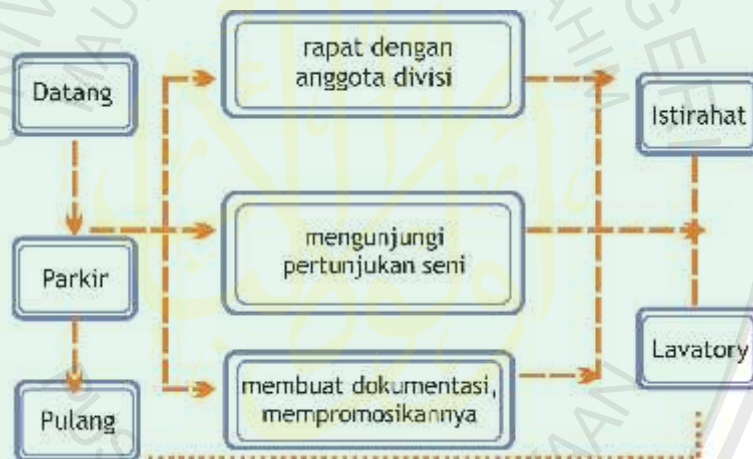 Datang
Parkir
Pulang
rapat dengan
anggota divisi
mengunjungi
pertunjukan seni
membuat dokumentasi,
mempromosikannya
Istirahat
Lavatory